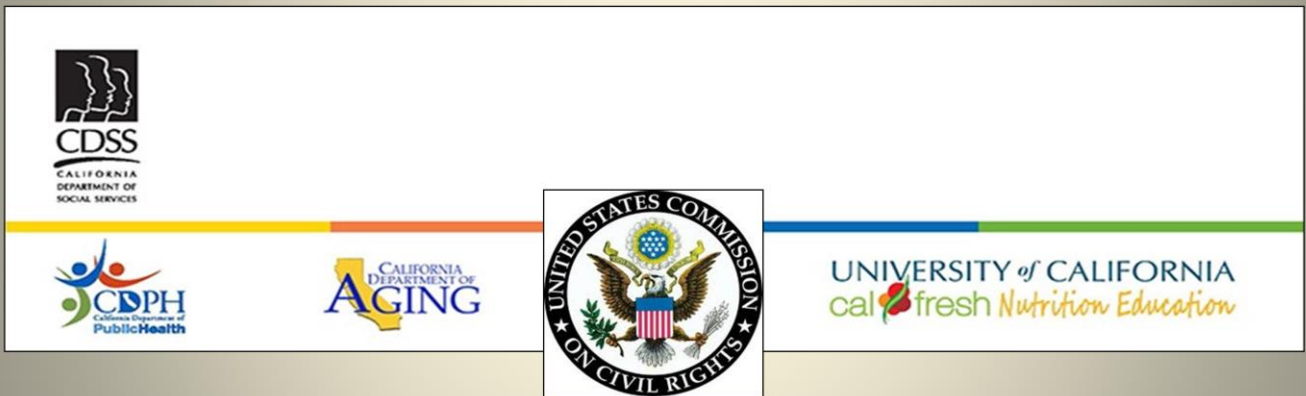 CDSS
CALIFORNIA
DEPARTMENT OF
SOCIAL SERVICES
CDPH
California Department of
PublicHealth
CALIFORNIA
DEPARTMENT OF
AGING
UNITED STATES COMMISSION
★ ON CIVIL RIGHTS ★
UNIVERSITY of CALIFORNIA
cal fresh Nutrition Education